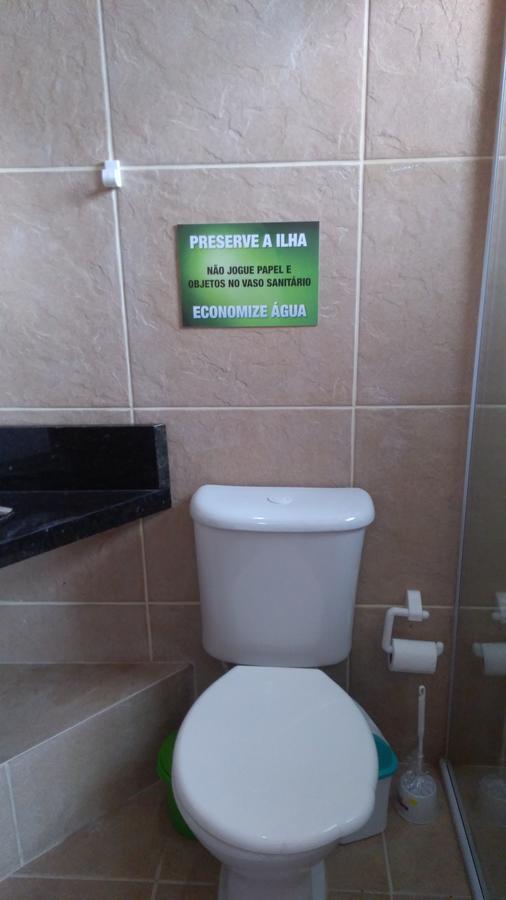 PRESERVE A ILHA
NÃO JOGUE PAPEL E
OBJETOS NO VASO SANITÁRIO
ECONOMIZE ÁGUA